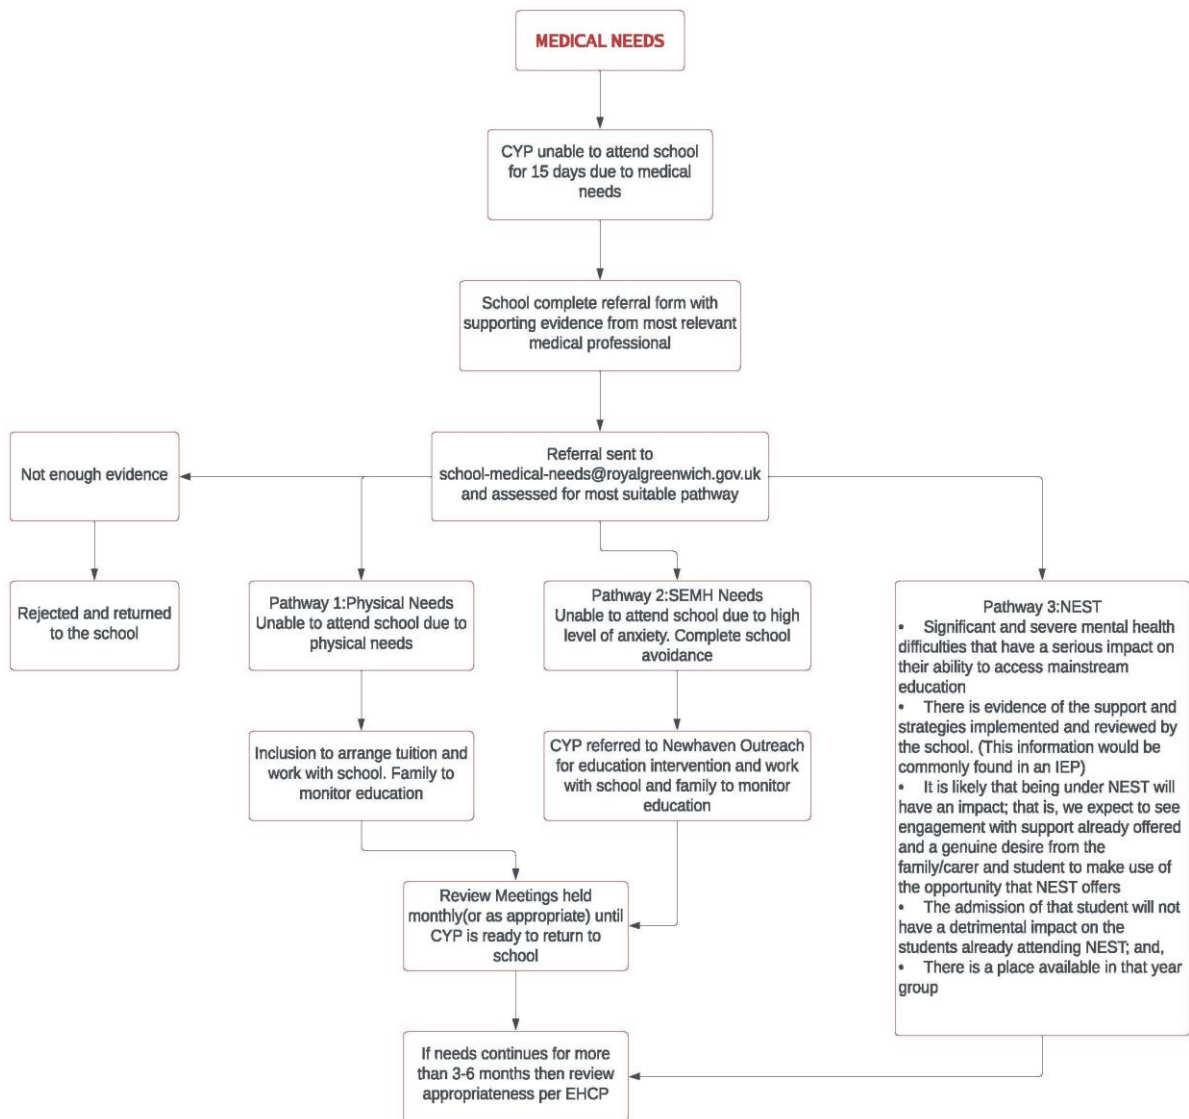 MEDICAL NEEDS
CYP unable to attend school
for 15 days due to medical
needs
School complete referral form with
supporting evidence from most relevant
medical professional
Not enough evidence
Referral sent to
school-medical-needs@royalgreenwich.gov.uk
and assessed for most suitable pathway
Rejected and returned
to the school
Pathway 1:Physical Needs
Unable to attend school due to
physical needs
Pathway 2:SEMH Needs
Unable to attend school due to high
level of anxiety. Complete school
avoidance
Pathway 3:NEST
• Significant and severe mental health
difficulties that have a serious impact on
their ability to access mainstream
education
• There is evidence of the support and
strategies implemented and reviewed by
the school. (This information would be
commonly found in an IEP)
• It is likely that being under NEST will
have an impact; that is, we expect to see
engagement with support already offered
and a genuine desire from the
family/carer and student to make use of
the opportunity that NEST offers
• The admission of that student will not
have a detrimental impact on the
students already attending NEST; and,
• There is a place available in that year
group
Inclusion to arrange tuition and
work with school. Family to
monitor education
CYP referred to Newhaven Outreach
for education intervention and work
with school and family to monitor
education
Review Meetings held
monthly(or as appropriate) until
CYP is ready to return to
school
If needs continues for more
than 3-6 months then review
appropriateness per EHCP